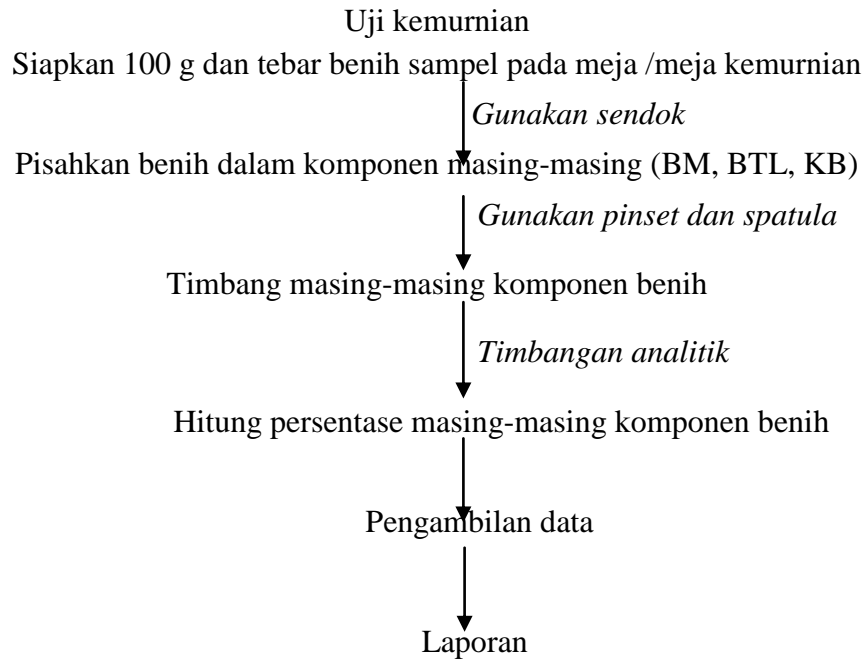 Uji kemurnian
Siapkan 100 g dan tebar benih sampel pada meja /meja kemurnian
Gunakan sendok
Pisahkan benih dalam komponen masing-masing (BM, BTL, KB)
Gunakan pinset dan spatula
Timbang masing-masing komponen benih
Timbangan analitik
Hitung persentase masing-masing komponen benih
Pengambilan data
Laporan